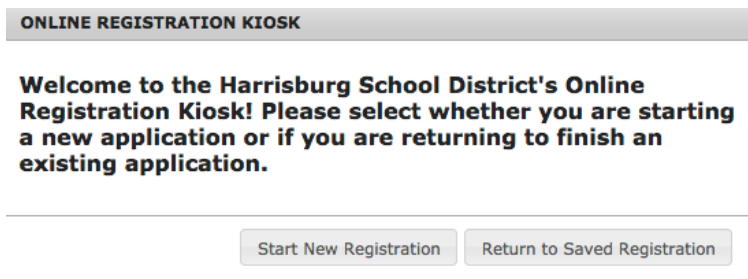 ONLINE REGISTRATION KIOSK
Welcome to the Harrisburg School District's Online
Registration Kiosk! Please select whether you are starting
a new application or if you are returning to finish an
existing application.
Start New Registration
Return to Saved Registration